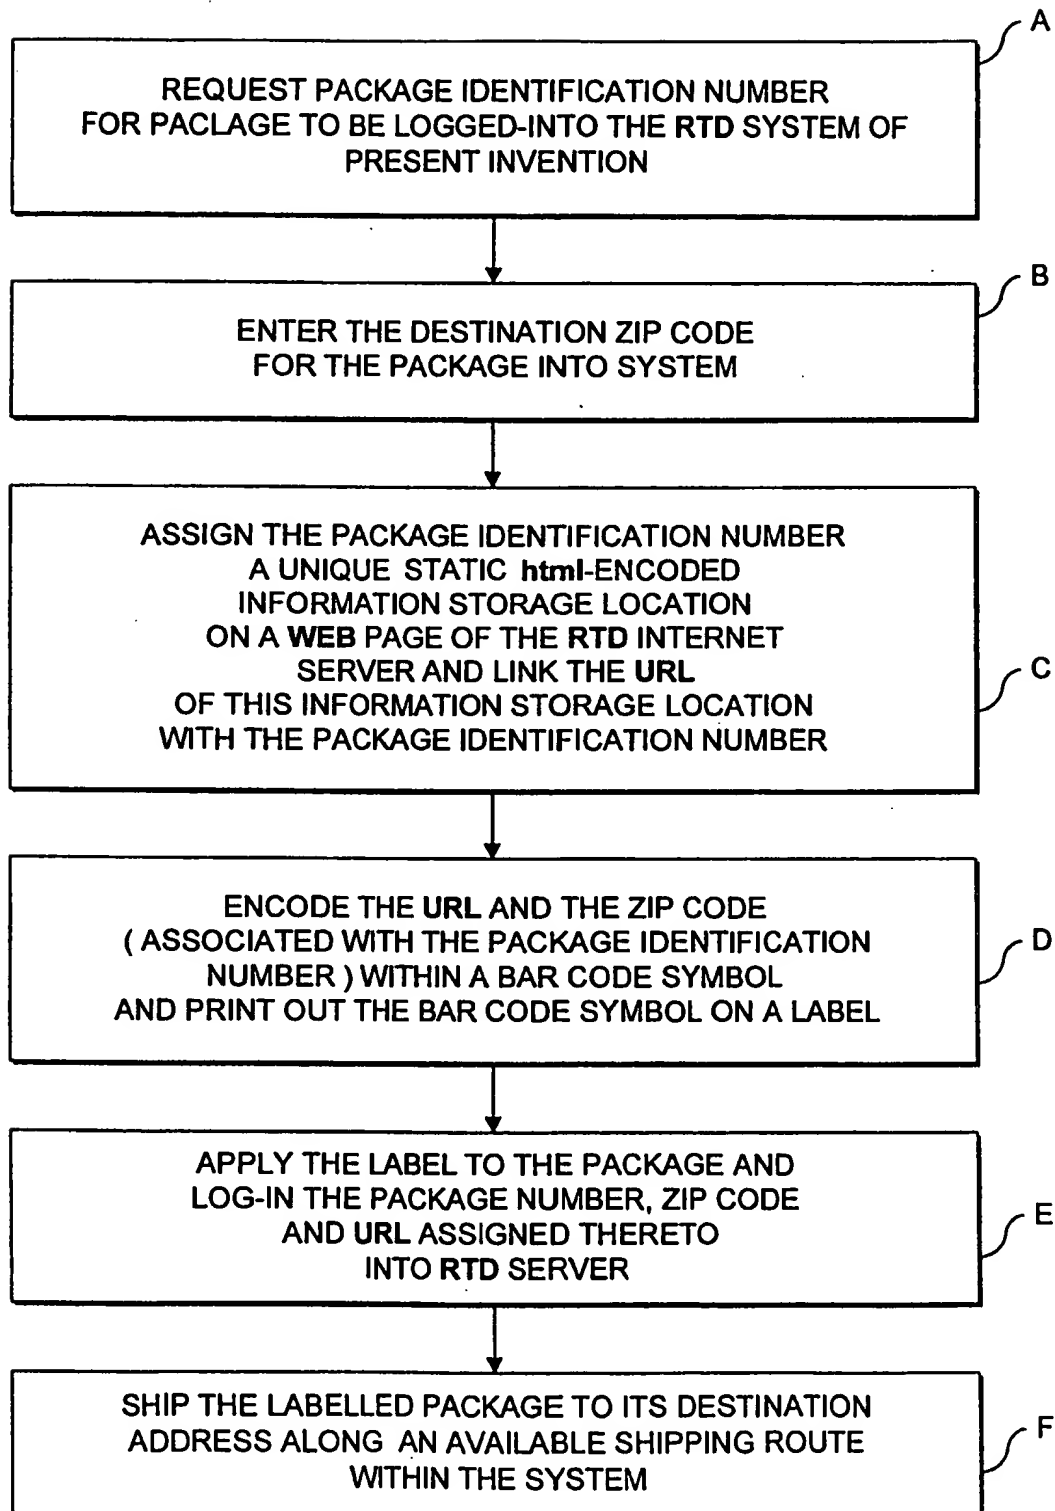 A
REQUEST PACKAGE IDENTIFICATION NUMBER
FOR PACLAGE TO BE LOGGED-INTO THE RTD SYSTEM OF
PRESENT INVENTION
B
ENTER THE DESTINATION ZIP CODE
FOR THE PACKAGE INTO SYSTEM
ASSIGN THE PACKAGE IDENTIFICATION NUMBER
A UNIQUE STATIC html-ENCODED
INFORMATION STORAGE LOCATION
ON A WEB PAGE OF THE RTD INTERNET
SERVER AND LINK THE URL
OF THIS INFORMATION STORAGE LOCATION
WITH THE PACKAGE IDENTIFICATION NUMBER
C
ENCODE THE URL AND THE ZIP CODE
( ASSOCIATED WITH THE PACKAGE IDENTIFICATION
NUMBER ) WITHIN A BAR CODE SYMBOL
AND PRINT OUT THE BAR CODE SYMBOL ON A LABEL
D
APPLY THE LABEL TO THE PACKAGE AND
LOG-IN THE PACKAGE NUMBER, ZIP CODE
AND URL ASSIGNED THERETO
INTO RTD SERVER
E
SHIP THE LABELLED PACKAGE TO ITS DESTINATION
ADDRESS ALONG AN AVAILABLE SHIPPING ROUTE
WITHIN THE SYSTEM
F